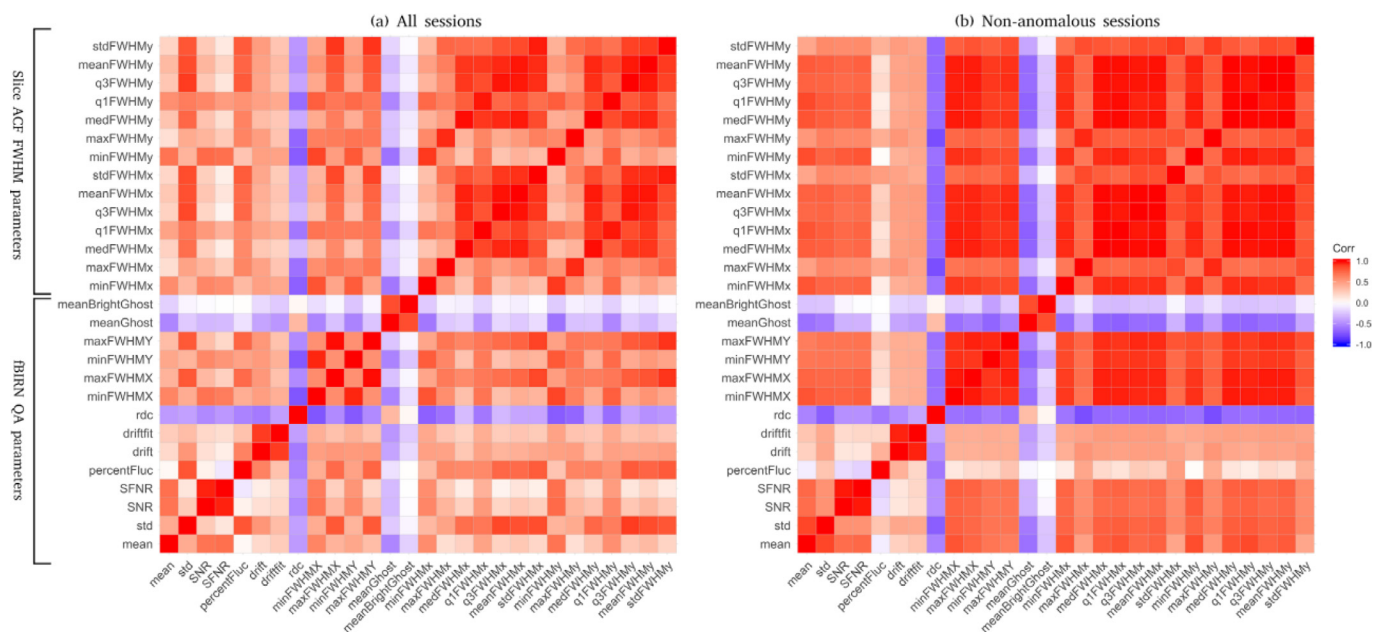 (a) All sessions
(b) Non-anomalous sessions
Slice ACF FWHM parameters
fBIRN QA parameters
stdFWHMy
meanFWHMy
q3FWHMy
q1FWHMy
medFWHMy
maxFWHMy
minFWHMy
stdFWHMx
meanFWHMx
q3FWHMx
q1FWHMx
medFWHMx
maxFWHMx
minFWHMx
meanBrightGhost
meanGhost
maxFWHMY
minFWHMY
maxFWHMX
minFWHMX
rdc
driftfit
drift
percentFluc
SFNR
SNR
std
mean
mean
std
SNR
SFNR
percentFluc
drift
driftfit
rdc
minFWHMX
maxFWHMX
minFWHMY
maxFWHMY
meanGhost
meanBrightGhost
minFWHMx
maxFWHMx
medFWHMx
q1FWHMx
q3FWHMx
meanFWHMx
stdFWHMx
minFWHMy
maxFWHMy
medFWHMy
q1FWHMy
q3FWHMy
meanFWHMy
stdFWHMy
stdFWHMy
meanFWHMy
q3FWHMy
q1FWHMy
medFWHMy
maxFWHMy
minFWHMy
stdFWHMx
meanFWHMx
q3FWHMx
q1FWHMx
medFWHMx
maxFWHMx
minFWHMx
meanBrightGhost
meanGhost
maxFWHMY
minFWHMY
maxFWHMX
minFWHMX
rdc
driftfit
drift
percentFluc
SFNR
SNR
std
mean
mean
std
SNR
SFNR
percentFluc
drift
driftfit
rdc
minFWHMX
maxFWHMX
minFWHMY
maxFWHMY
meanGhost
meanBrightGhost
minFWHMx
maxFWHMx
medFWHMx
q1FWHMx
q3FWHMx
meanFWHMx
stdFWHMx
minFWHMy
maxFWHMy
medFWHMy
q1FWHMy
q3FWHMy
meanFWHMy
stdFWHMy
Corr
1.0
0.5
0.0
-0.5
-1.0